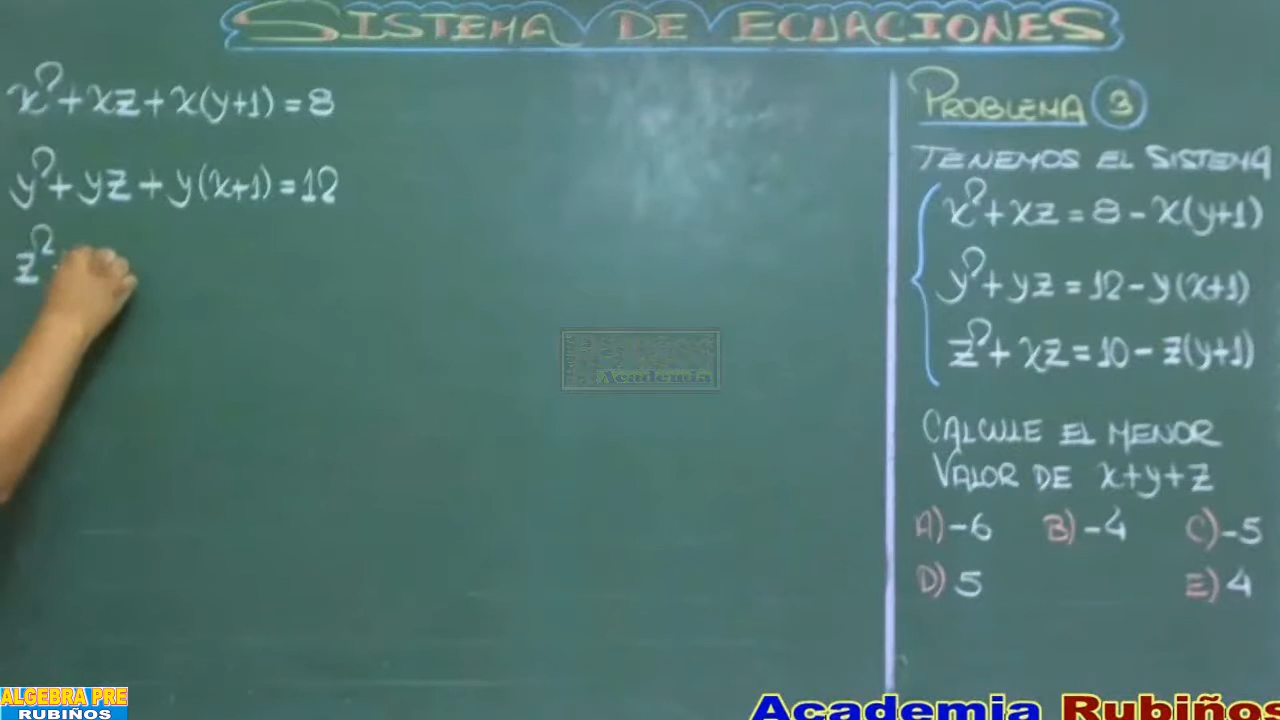 SISTEMA DE ECUACIONES
x²+xz+x(y+1)=8
y²+yz+y(x+1)=12
z²
PROBLEMA 3
TENEMOS EL SISTEMA
x²+xz=8-x(y+1)
y²+yz=12-y(x+1)
z²+xz=10-z(y+1)
CALCULE EL MENOR
VALOR DE x+y+z
A)-6 B)-4 C)-5
D)5 E)4
Academia
ALGEBRA PRE
RUBIÑOS
Academia Rubiños